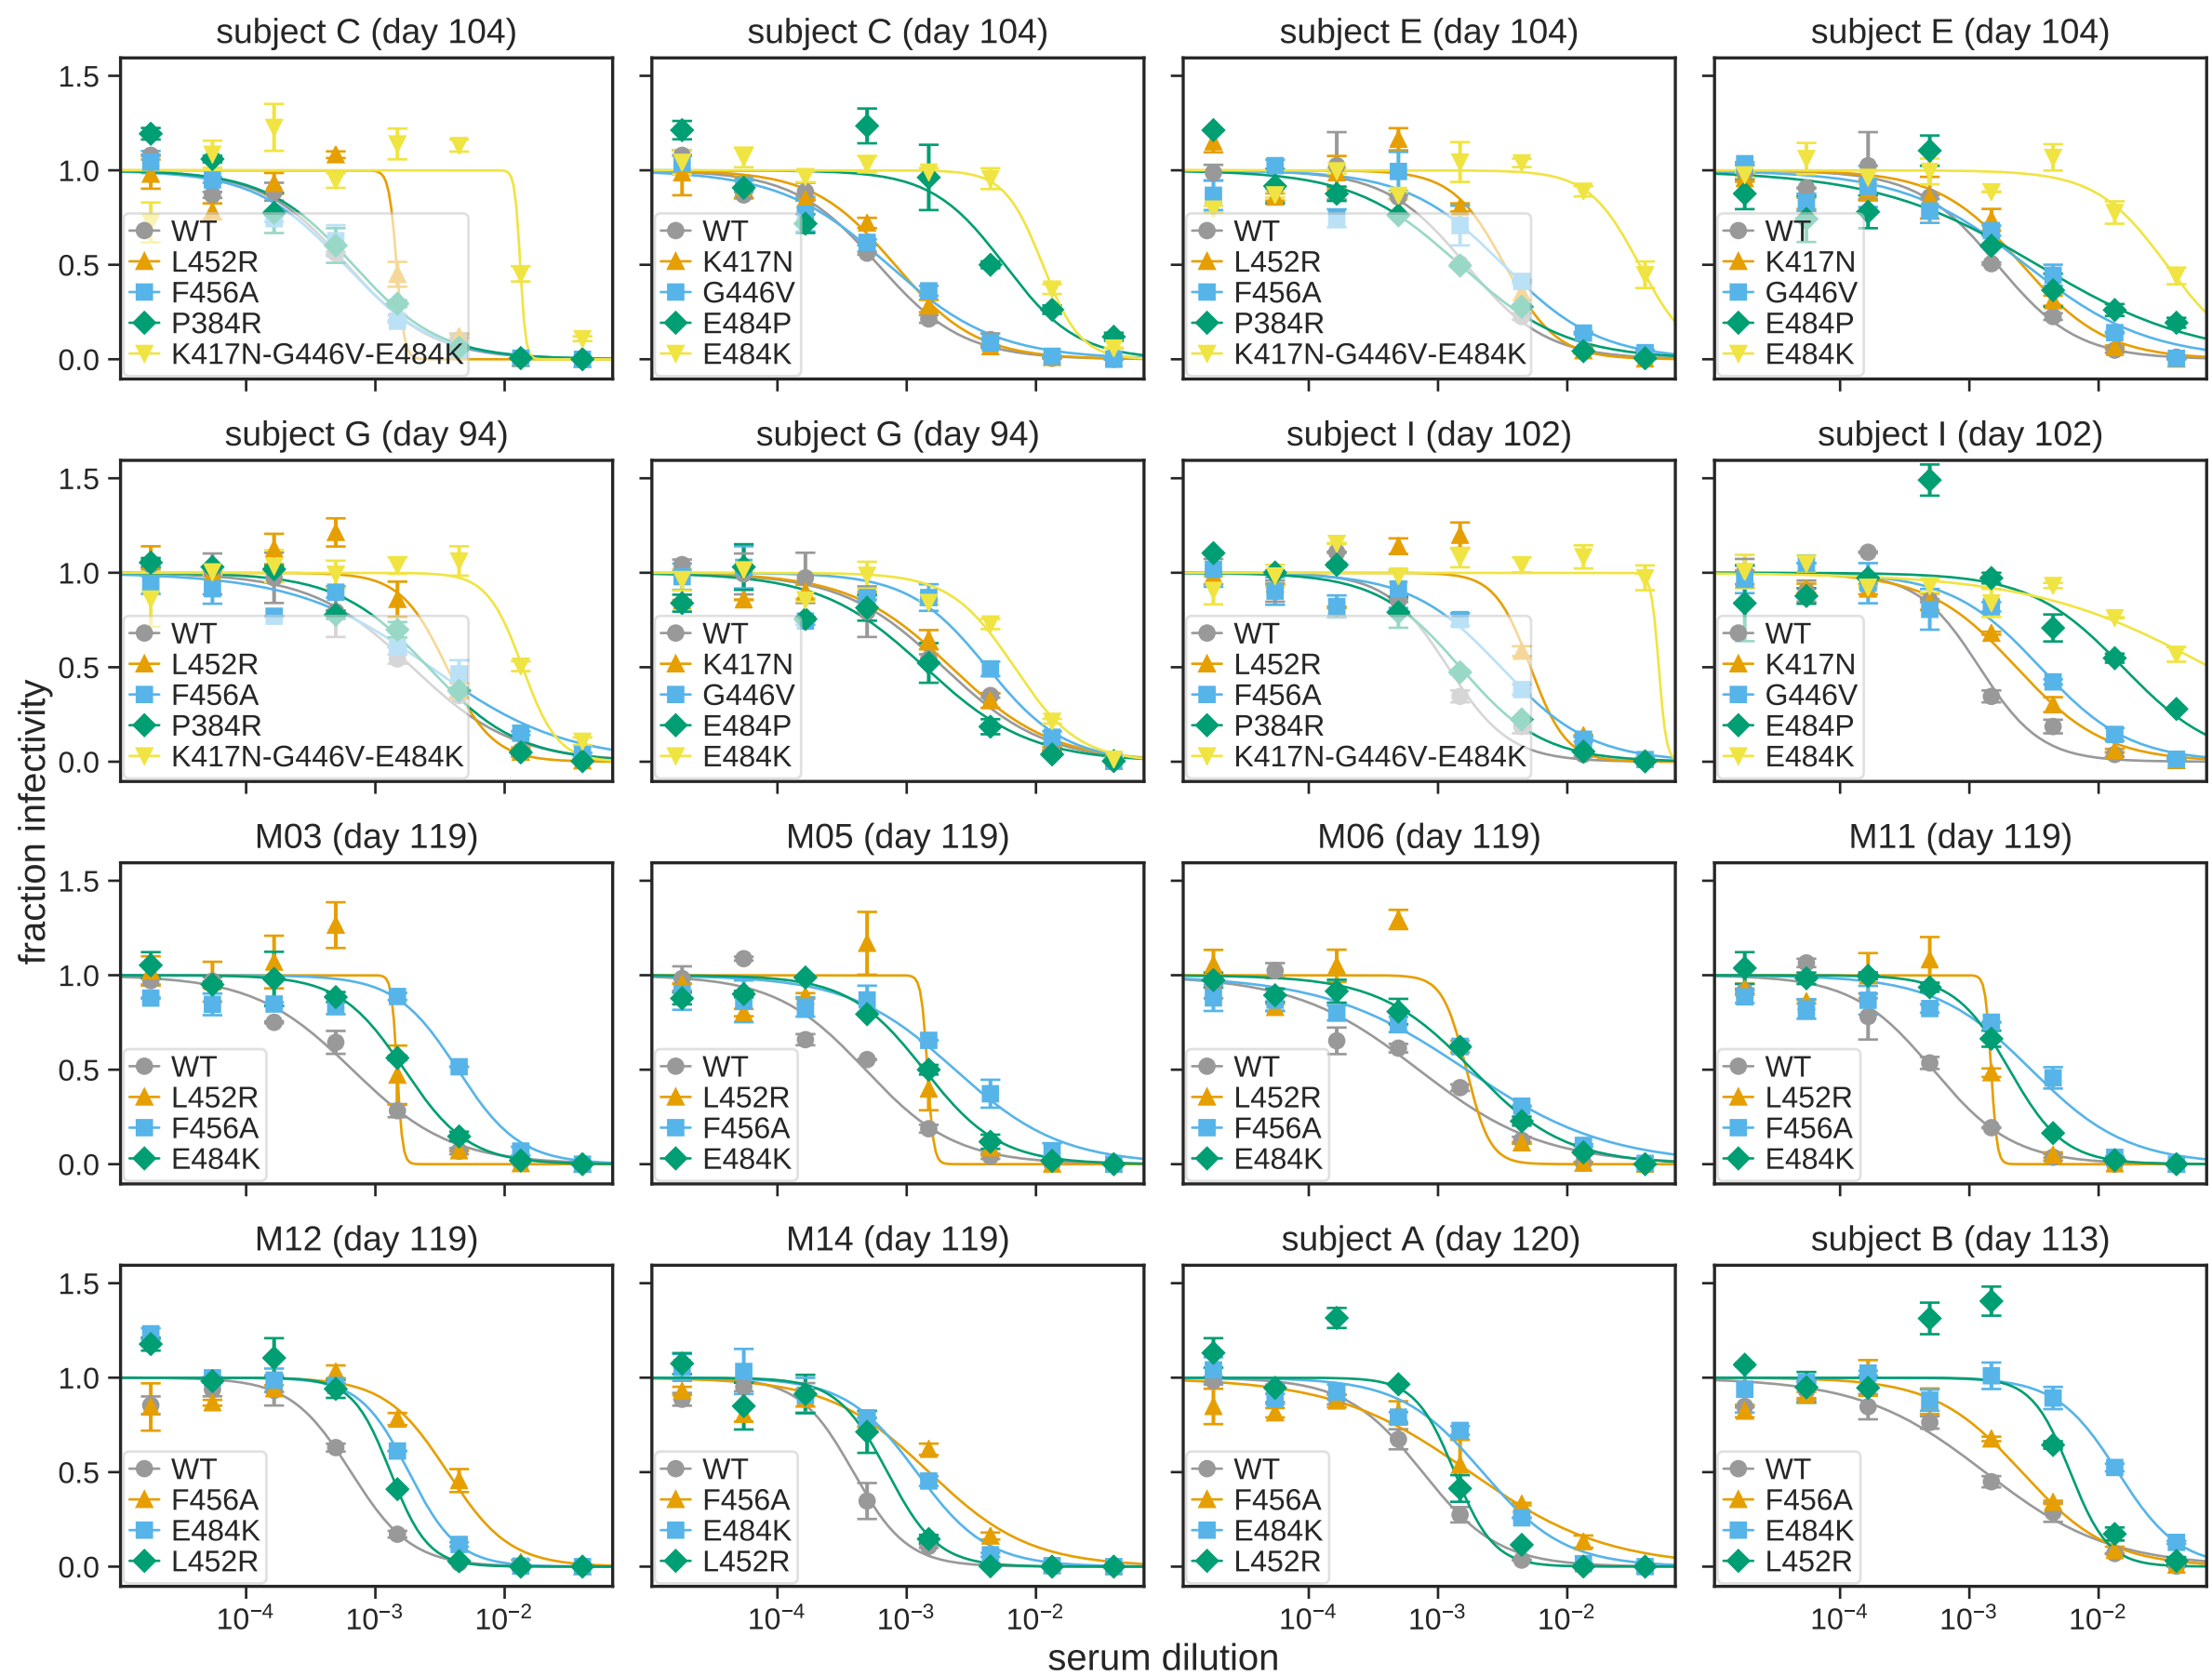 subject C (day 104)
subject C (day 104)
subject E (day 104)
subject E (day 104)
1.5
1.0
0.5
0.0
WT
L452R
F456A
P384R
K417N-G446V-E484K
WT
K417N
G446V
E484P
E484K
WT
L452R
F456A
P384R
K417N-G446V-E484K
WT
K417N
G446V
E484P
E484K
subject G (day 94)
subject G (day 94)
subject I (day 102)
subject I (day 102)
1.5
1.0
0.5
0.0
WT
L452R
F456A
P384R
K417N-G446V-E484K
WT
K417N
G446V
E484P
E484K
WT
L452R
F456A
P384R
K417N-G446V-E484K
WT
K417N
G446V
E484P
E484K
fraction infectivity
M03 (day 119)
M05 (day 119)
M06 (day 119)
M11 (day 119)
1.5
1.0
0.5
0.0
WT
L452R
F456A
E484K
WT
L452R
F456A
E484K
WT
L452R
F456A
E484K
WT
L452R
F456A
E484K
M12 (day 119)
M14 (day 119)
subject A (day 120)
subject B (day 113)
1.5
1.0
0.5
0.0
WT
F456A
E484K
L452R
WT
F456A
E484K
L452R
WT
F456A
E484K
L452R
WT
F456A
E484K
L452R
10⁻⁴ 10⁻³ 10⁻²
10⁻⁴ 10⁻³ 10⁻²
10⁻⁴ 10⁻³ 10⁻²
10⁻⁴ 10⁻³ 10⁻²
serum dilution